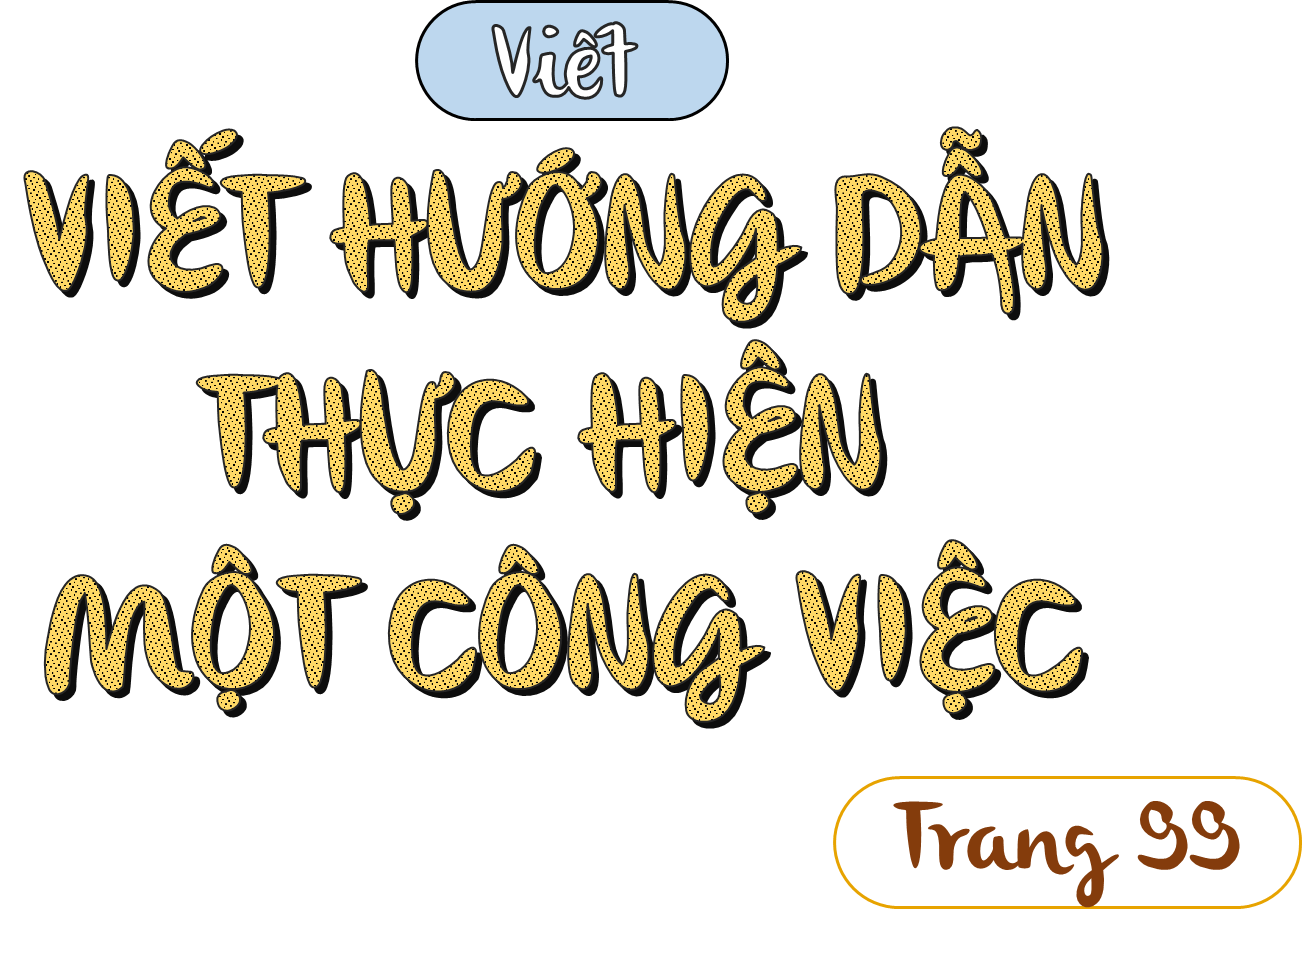 Viết
VIẾT HƯỚNG DẪN
THỰC HIỆN
MỘT CÔNG VIỆC
Trang 99